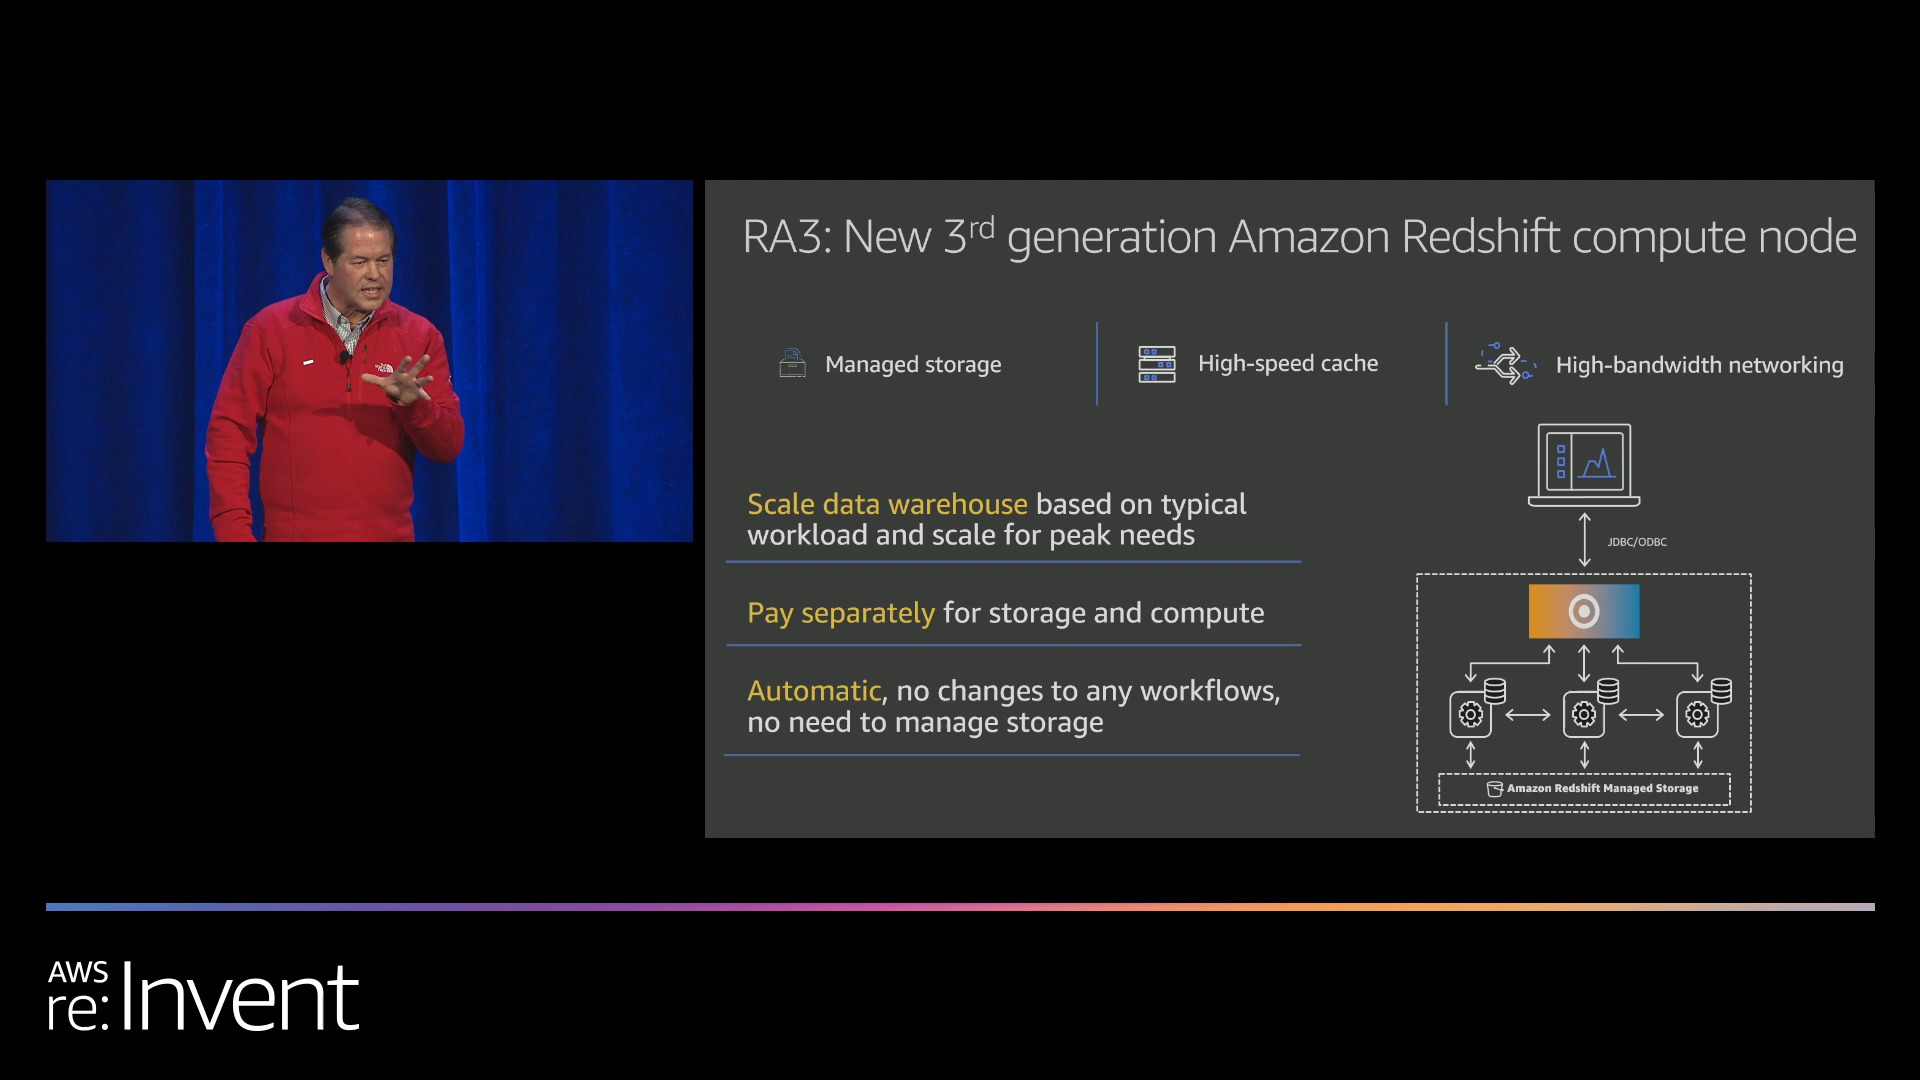 RA3: New 3rd generation Amazon Redshift compute node
Managed storage
High-speed cache
High-bandwidth networking
Scale data warehouse based on typical
workload and scale for peak needs
Pay separately for storage and compute
Automatic, no changes to any workflows,
no need to manage storage
JDBC/ODBC
Amazon Redshift Managed Storage
AWS
re:Invent